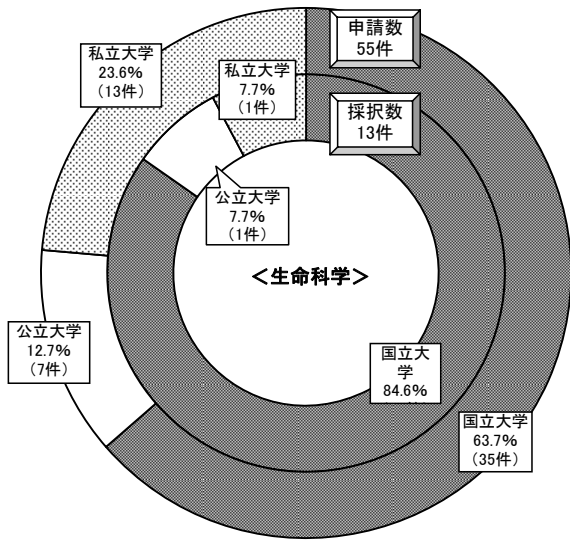 申請数
55件
採択数
13件
私立大学
23.6%
（13件）
私立大学
7.7%
（1件）
公立大学
7.7%
（1件）
＜生命科学＞
公立大学
12.7%
（7件）
国立大
学
84.6%
国立大学
63.7%
（35件）